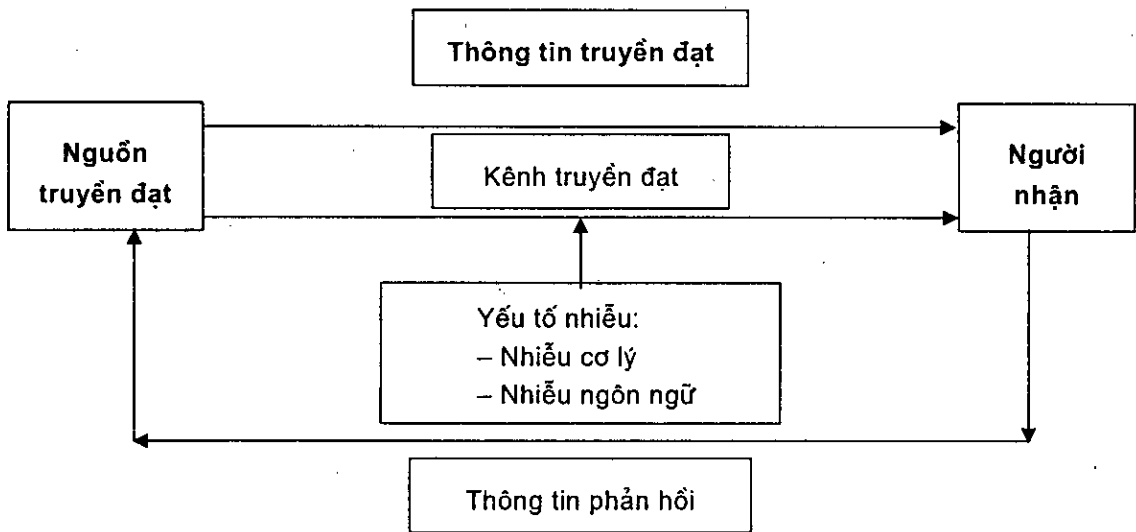 Thông tin truyền đạt
Nguồn
truyền đạt
Kênh truyền đạt
Người
nhận
Yếu tố nhiễu:
– Nhiễu cơ lý
– Nhiễu ngôn ngữ
Thông tin phản hồi